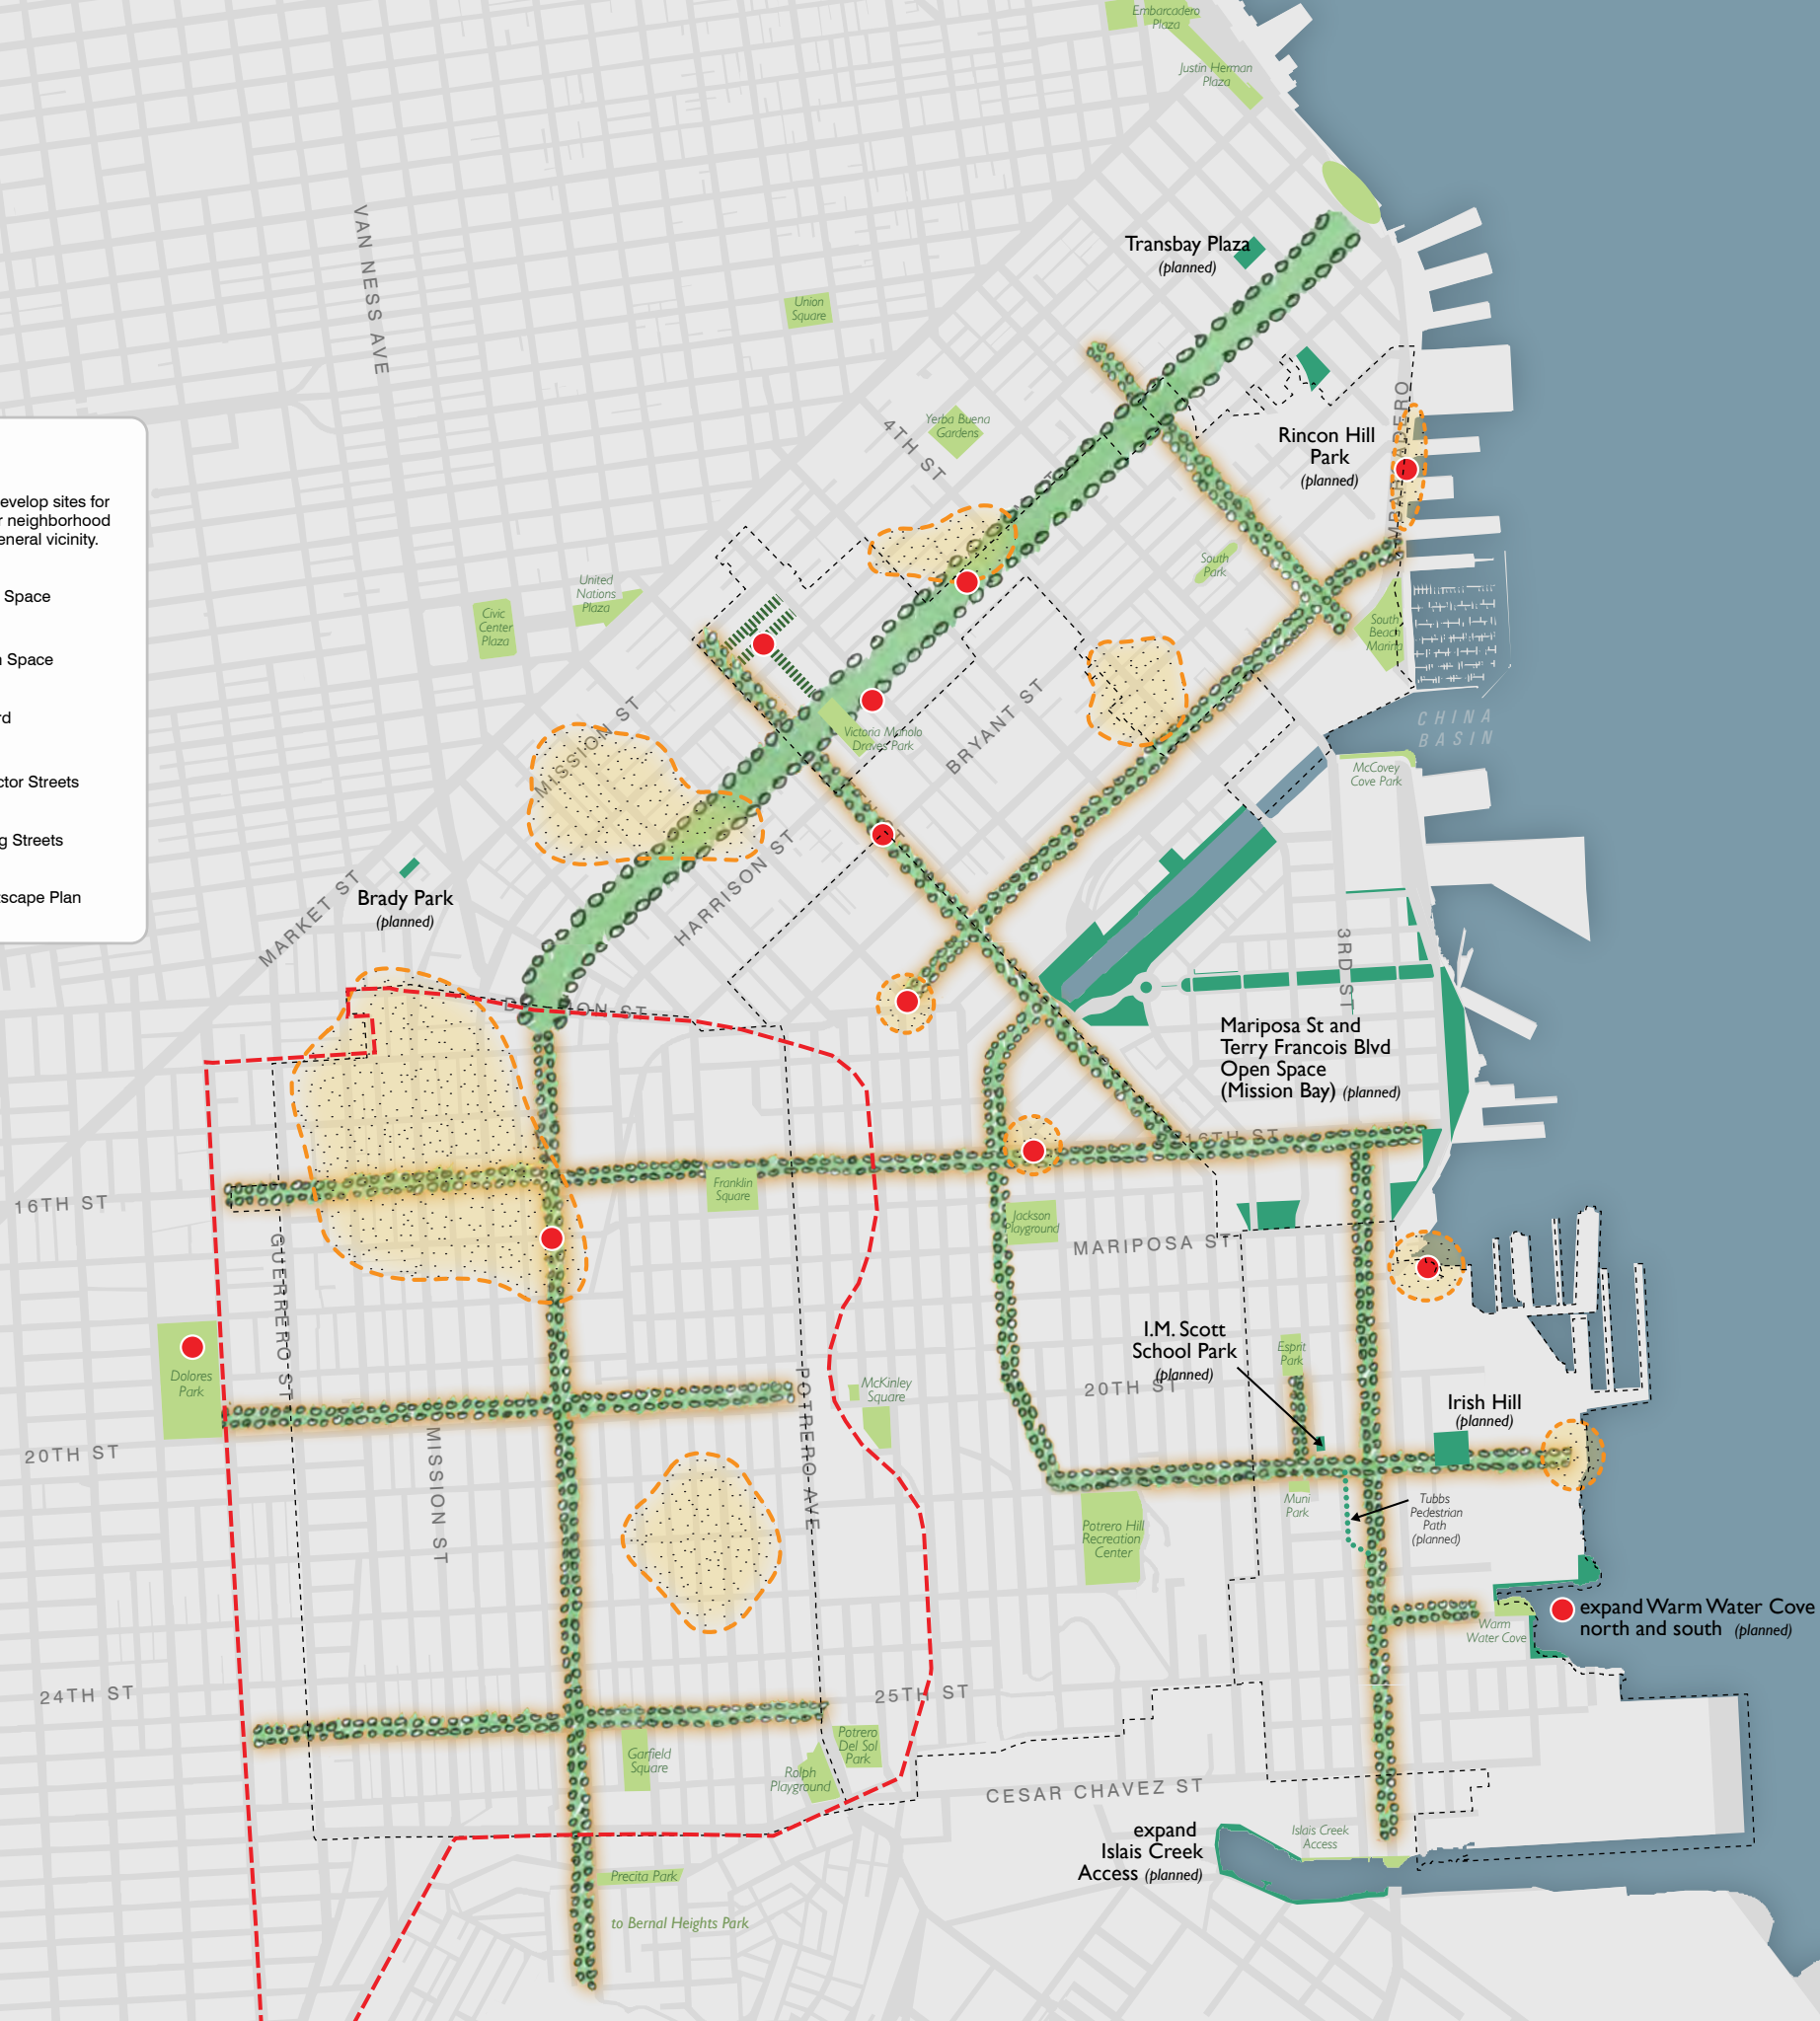 Embarcadero
Plaza
Justin Herman
Plaza
VAN NESS AVE
Transbay Plaza
(planned)
Union
Square
Yerba Buena
Gardens
4TH ST
Rincon Hill
Park
(planned)
evelop sites for
r neighborhood
eneral vicinity.
Space
Space
rd
ctor Streets
g Streets
scape Plan
South
Park
United
Nations
Plaza
Civic
Center
Plaza
South
Beach
Marina
CHINA
BASIN
MISSION ST
Victoria Manolo
Draves Park
BRYANT ST
McCovey
Cove Park
HARRISON ST
Brady Park
(planned)
MARKET ST
3RD ST
Mariposa St and
Terry Francois Blvd
Open Space
(Mission Bay) (planned)
16TH ST
16TH ST
Franklin
Square
Jackson
Playground
MARIPOSA ST
GUERRERO ST
I.M. Scott
School Park
(planned)
Esprit
Park
Dolores
Park
McKinley
Square
20TH ST
Irish Hill
(planned)
20TH ST
MISSION ST
POTRERO AVE
Muni
Park
Tubbs
Pedestrian
Path
(planned)
Potrero Hill
Recreation
Center
expand Warm Water Cove
north and south (planned)
Warm
Water Cove
24TH ST
25TH ST
Garfield
Square
Potrero
Del Sol
Park
Rolph
Playground
CESAR CHAVEZ ST
expand
Islais Creek
Access (planned)
Islais Creek
Access
Precita Park
to Bernal Heights Park